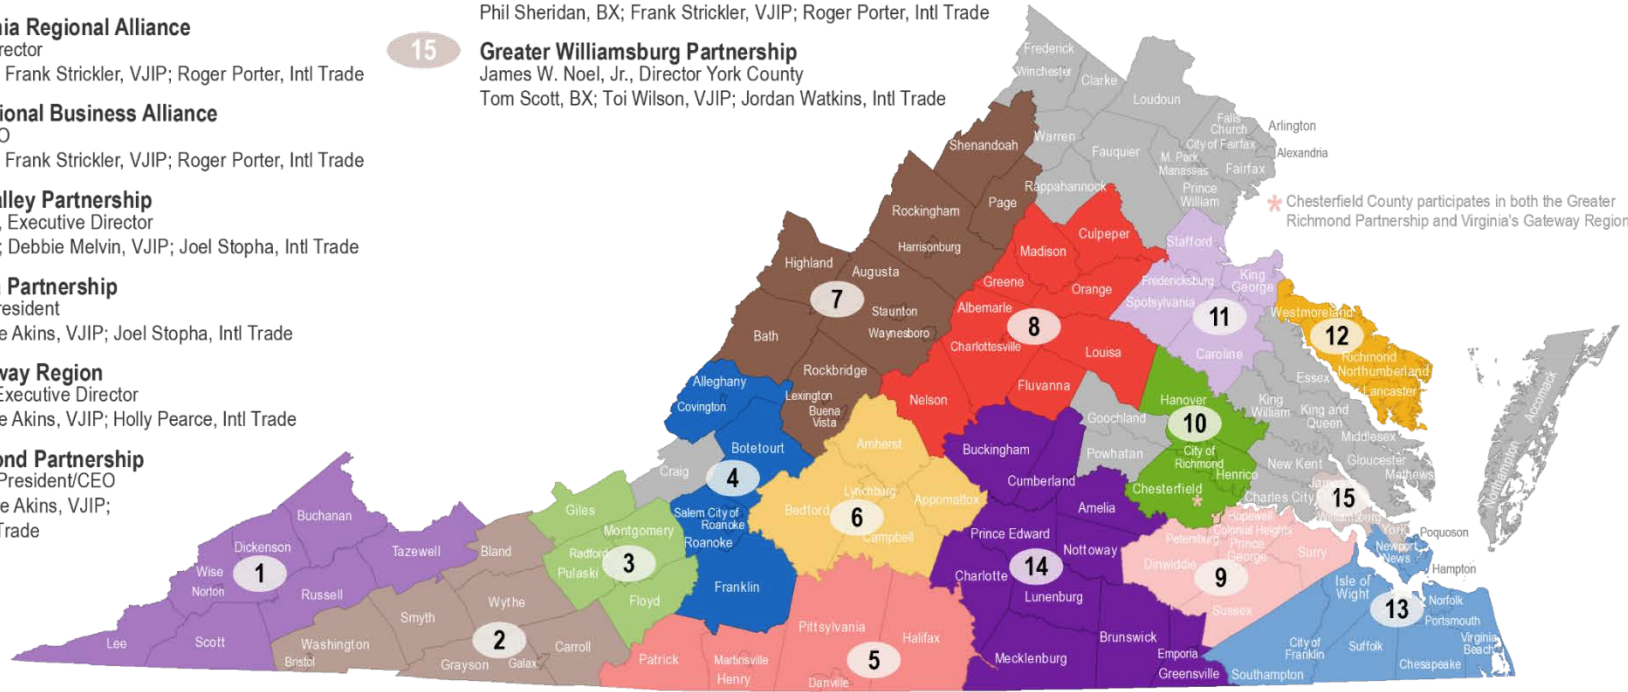 nia Regional Alliance
rector
Frank Strickler, VJIP; Roger Porter, Intl Trade
ional Business Alliance
O
Frank Strickler, VJIP; Roger Porter, Intl Trade
alley Partnership
, Executive Director
; Debbie Melvin, VJIP; Joel Stopha, Intl Trade
Partnership
resident
e Akins, VJIP; Joel Stopha, Intl Trade
way Region
Executive Director
e Akins, VJIP; Holly Pearce, Intl Trade
ond Partnership
President/CEO
e Akins, VJIP;
Trade
Phil Sheridan, BX; Frank Strickler, VJIP; Roger Porter, Intl Trade
15
Greater Williamsburg Partnership
James W. Noel, Jr., Director York County
Tom Scott, BX; Toi Wilson, VJIP; Jordan Watkins, Intl Trade
* Chesterfield County participates in both the Greater
Richmond Partnership and Virginia's Gateway Region
Frederick
Winchester
Clarke
Loudoun
Falls
Church
Arlington
City of Fairfax
Alexandria
Warren
Fauquier
M. Park
Manassas
Fairfax
Prince
William
Rappahannock
Shenandoah
Page
Rockingham
Harrisonburg
Highland
Augusta
7
Staunton
Waynesboro
Bath
Rockbridge
Lexington
Buena
Vista
Culpeper
Madison
Greene
Orange
Albemarle
8
Charlottesville
Louisa
Fluvanna
Nelson
Stafford
Fredericksburg
King
George
Spotsylvania
11
Caroline
Westmoreland
12
Richmond
Northumberland
Lancaster
Essex
King
William
King and
Queen
Middlesex
Gloucester
Mathews
New Kent
Charles City
James City
15
Williamsburg
York
Poquoson
Newport
News
Hampton
Accomack
Northampton
Hanover
10
City of
Richmond
Henrico
Chesterfield
*
Goochland
Powhatan
Alleghany
Covington
Botetourt
Craig
4
Salem City of
Roanoke
Roanoke
Franklin
Amherst
Lynchburg
Appomattox
Bedford
6
Campbell
Buckingham
Cumberland
Amelia
Prince Edward
Nottoway
Charlotte
14
Lunenburg
Mecklenburg
Brunswick
Emporia
Greensville
Hopewell
Colonial Heights
Petersburg
Prince
George
Surry
Dinwiddie
9
Sussex
Isle of
Wight
13
Norfolk
Portsmouth
City of
Franklin
Suffolk
Virginia
Beach
Chesapeake
Southampton
Giles
Montgomery
Radford
Pulaski
3
Floyd
Buchanan
Dickenson
Tazewell
Wise
1
Norton
Russell
Lee
Scott
Bland
Wythe
Smyth
Washington
Bristol
2
Carroll
Grayson
Galax
Pittsylvania
Halifax
Patrick
Martinsville
Henry
5
Danville